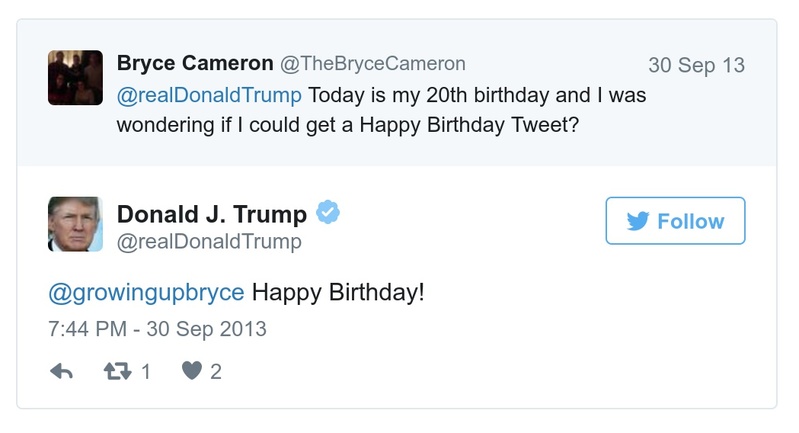 Bryce Cameron @TheBryceCameron 30 Sep 13
@realDonaldTrump Today is my 20th birthday and I was
wondering if I could get a Happy Birthday Tweet?
Donald J. Trump
@realDonaldTrump
Follow
@growingupbryce Happy Birthday!
7:44 PM - 30 Sep 2013
1 2